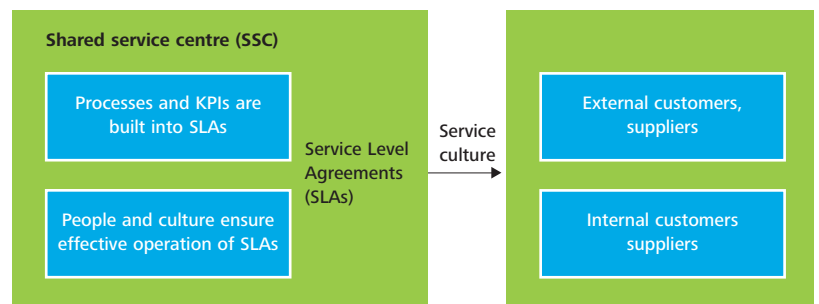 Shared service centre (SSC)
Processes and KPIs are
built into SLAs
People and culture ensure
effective operation of SLAs
Service Level
Agreements
(SLAs)
Service
culture
External customers,
suppliers
Internal customers
suppliers